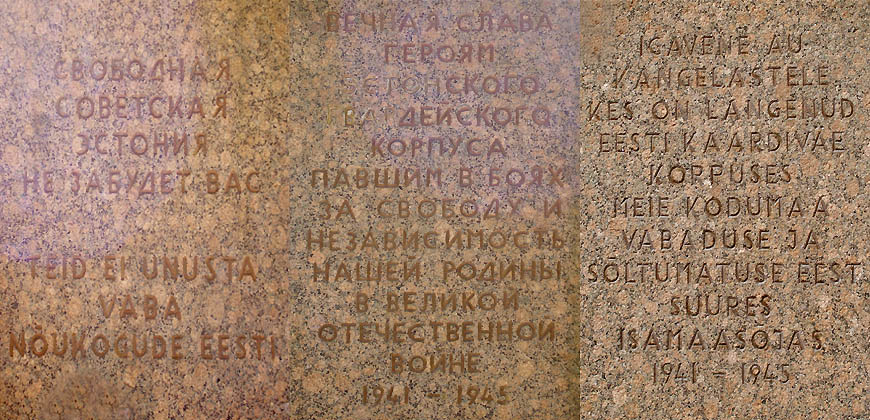 СВОБОДНАЯ
СОВЕТСКАЯ
ЭСТОНИЯ
НЕ ЗАБУДЕТ ВАС
TEID EI UNUSTA
VABA
NÕUKOGUDE EESTI
ВЕЧНАЯ СЛАВА
ГЕРОЯМ
ЭСТОНСКОГО
ГВАРДЕЙСКОГО
КОРПУСА
ПАВШИМ В БОЯХ
ЗА СВОБОДУ И
НЕЗАВИСИМОСТЬ
НАШЕЙ РОДИНЫ
В ВЕЛИКОЙ
ОТЕЧЕСТВЕННОЙ
ВОЙНЕ
1941 – 1945
IGAVENE AU
KANGELASTELE
KES ON LANGENUD
EESTI KAARDIVÄE
KORPUSES
MEIE KODUMAA
VABADUSE JA
SÕLTUMATUSE EEST
SUURES
ISAMAASÕJAS
1941 – 1945